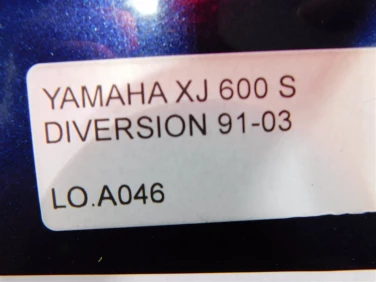 YAMAHA XJ 600 S
DIVERSION 91-03
LO.A046